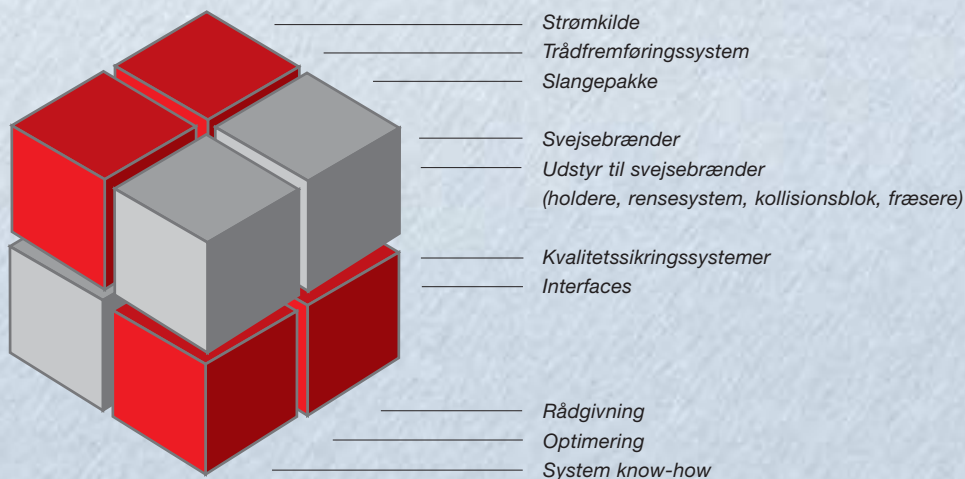 Strømkilde
Trådfremføringssystem
Slangepakke
Svejsebrænder
Udstyr til svejsebrænder
(holdere, rensesystem, kollisionsblok, fræsere)
Kvalitetssikringssystemer
Interfaces
Rådgivning
Optimering
System know-how